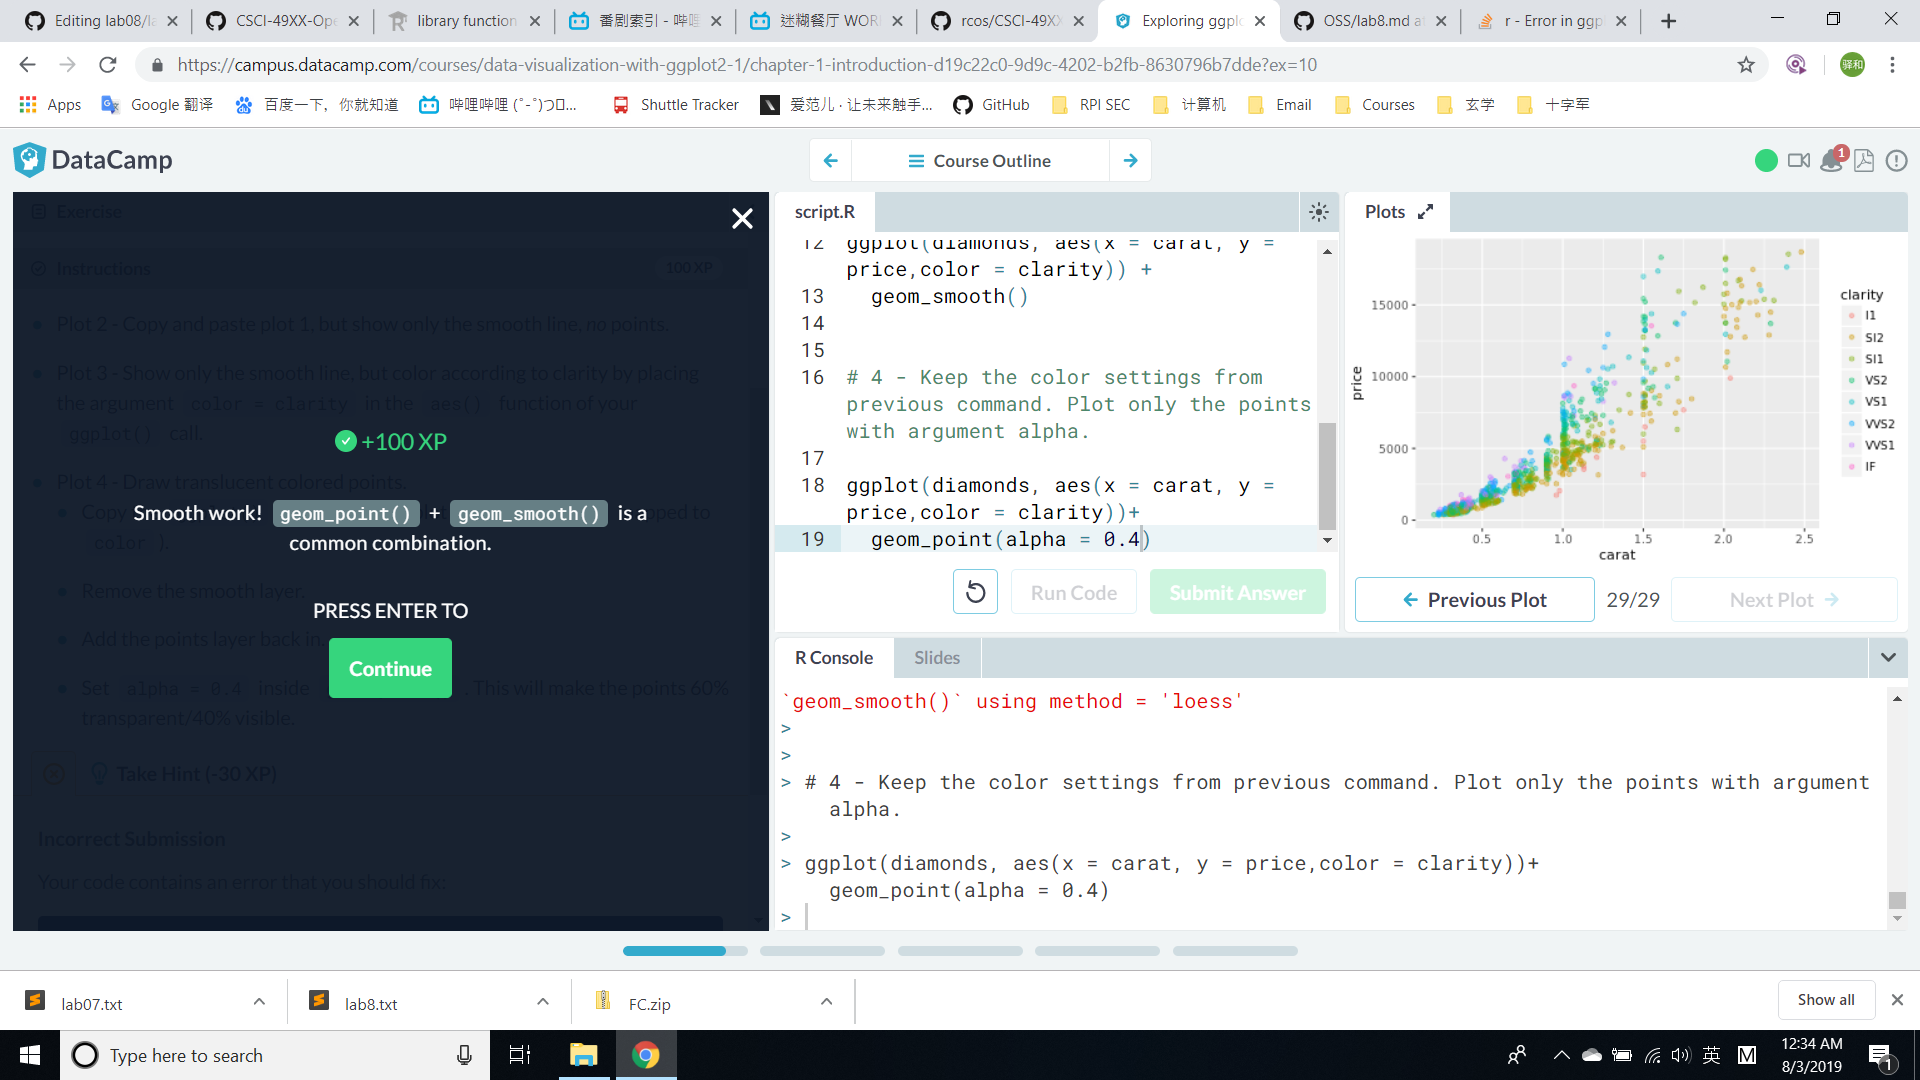 Editing lab08/la
CSCI-49XX-Ope
library function
番剧索引 - 哔哩
迷糊餐厅 WOR
rcos/CSCI-49XX
Exploring ggplo
OSS/lab8.md at
r - Error in ggp
https://campus.datacamp.com/courses/data-visualization-with-ggplot2-1/chapter-1-introduction-d19c22c0-9d9c-4202-b2fb-8630796b7dde?ex=10
驿和
Apps
Google 翻译
百度一下，你就知道
哔哩哔哩 (゜-゜)つロ...
Shuttle Tracker
爱范儿 · 让未来触手...
GitHub
RPI SEC
计算机
Email
Courses
玄学
十字军
DataCamp
Course Outline
1
Exercise
Instructions
100 XP
Plot 2 - Copy and paste plot 1, but show only the smooth line, no points.
Plot 3 - Show only the smooth line, but color according to clarity by placing
the argument color = clarity in the aes() function of your
ggplot() call.
+100 XP
Plot 4 - Draw translucent colored points.
Smooth work! geom_point() + geom_smooth() is a
common combination.
Copy
pped to
color ).
Remove the smooth layer.
PRESS ENTER TO
Add the points layer back in.
Continue
Set alpha = 0.4 inside
. This will make the points 60%
transparent/40% visible.
Take Hint (-30 XP)
Incorrect Submission
Your code contains an error that you should fix:
script.R
12 ggplot(diamonds, aes(x = carat, y =
price,color = clarity)) +
13 geom_smooth()
14
15
16 # 4 - Keep the color settings from
previous command. Plot only the points
with argument alpha.
17
18 ggplot(diamonds, aes(x = carat, y =
price,color = clarity))+
19 geom_point(alpha = 0.4)
Run Code
Submit Answer
Plots
15000
10000
5000
0
price
0.5 1.0 1.5 2.0 2.5
carat
clarity
I1
SI2
SI1
VS2
VS1
VVS2
VVS1
IF
Previous Plot
29/29
Next Plot
R Console
Slides
`geom_smooth()` using method = 'loess'
>
>
> # 4 - Keep the color settings from previous command. Plot only the points with argument
alpha.
>
> ggplot(diamonds, aes(x = carat, y = price,color = clarity))+
geom_point(alpha = 0.4)
>
lab07.txt
lab8.txt
FC.zip
Show all
Type here to search
英
M
12:34 AM
8/3/2019
1